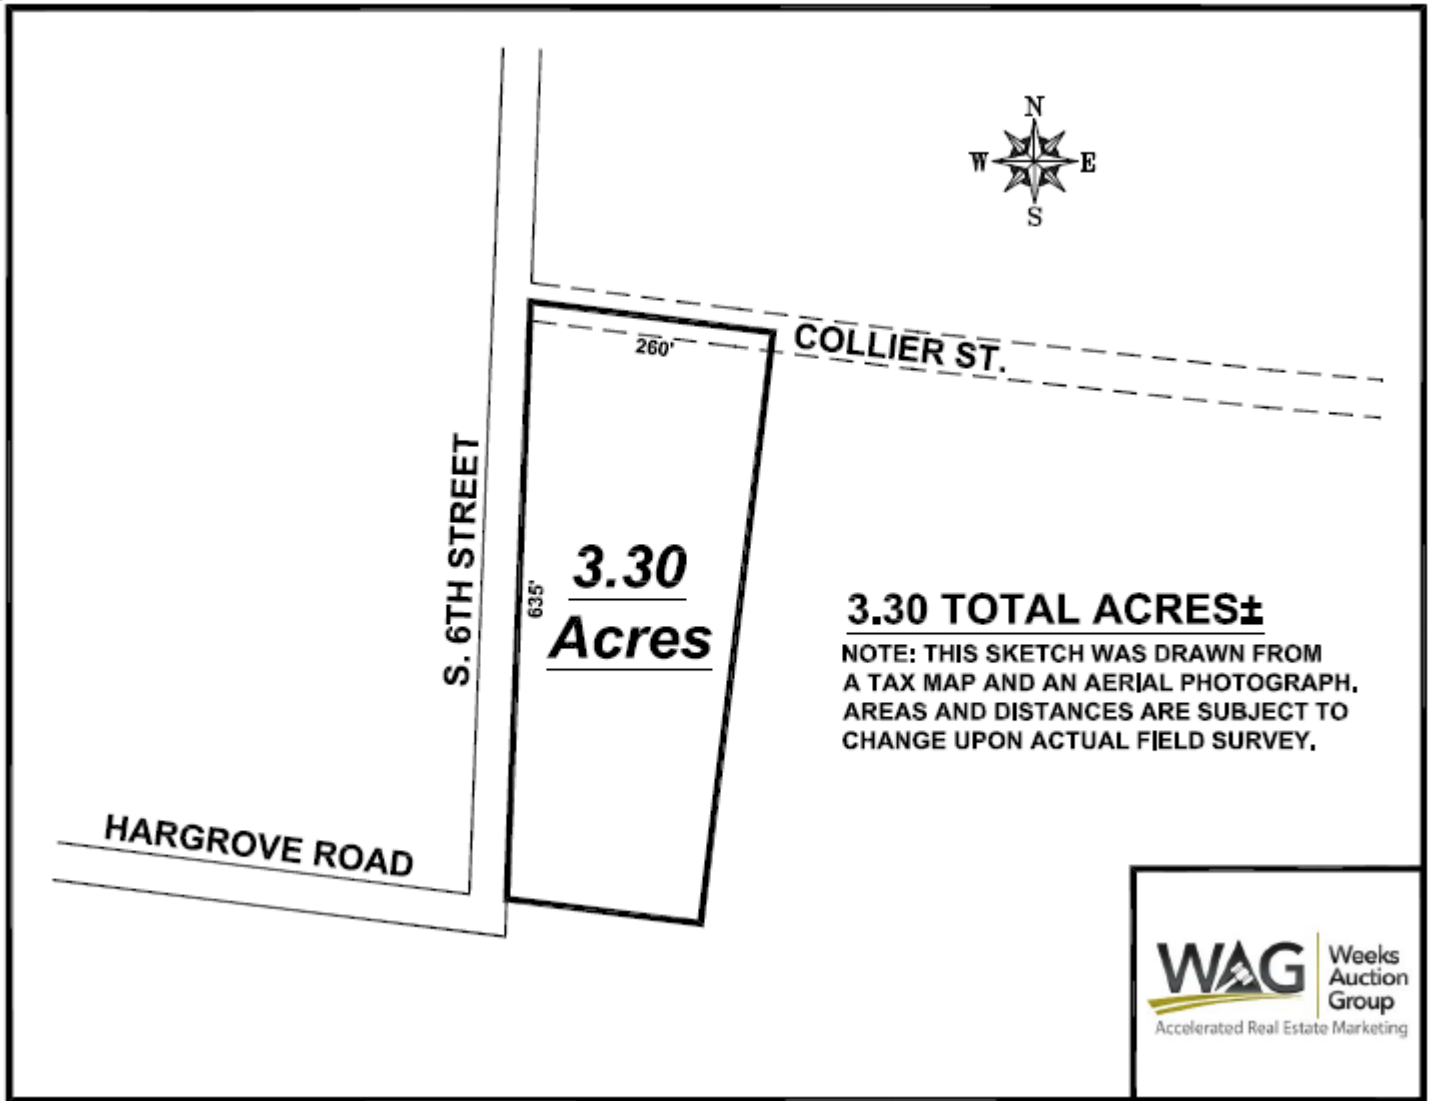 N
W E
S
COLLIER ST.
260'
S. 6TH STREET
635'
3.30
Acres
3.30 TOTAL ACRES±
NOTE: THIS SKETCH WAS DRAWN FROM
A TAX MAP AND AN AERIAL PHOTOGRAPH.
AREAS AND DISTANCES ARE SUBJECT TO
CHANGE UPON ACTUAL FIELD SURVEY.
HARGROVE ROAD
WAG
Weeks
Auction
Group
Accelerated Real Estate Marketing